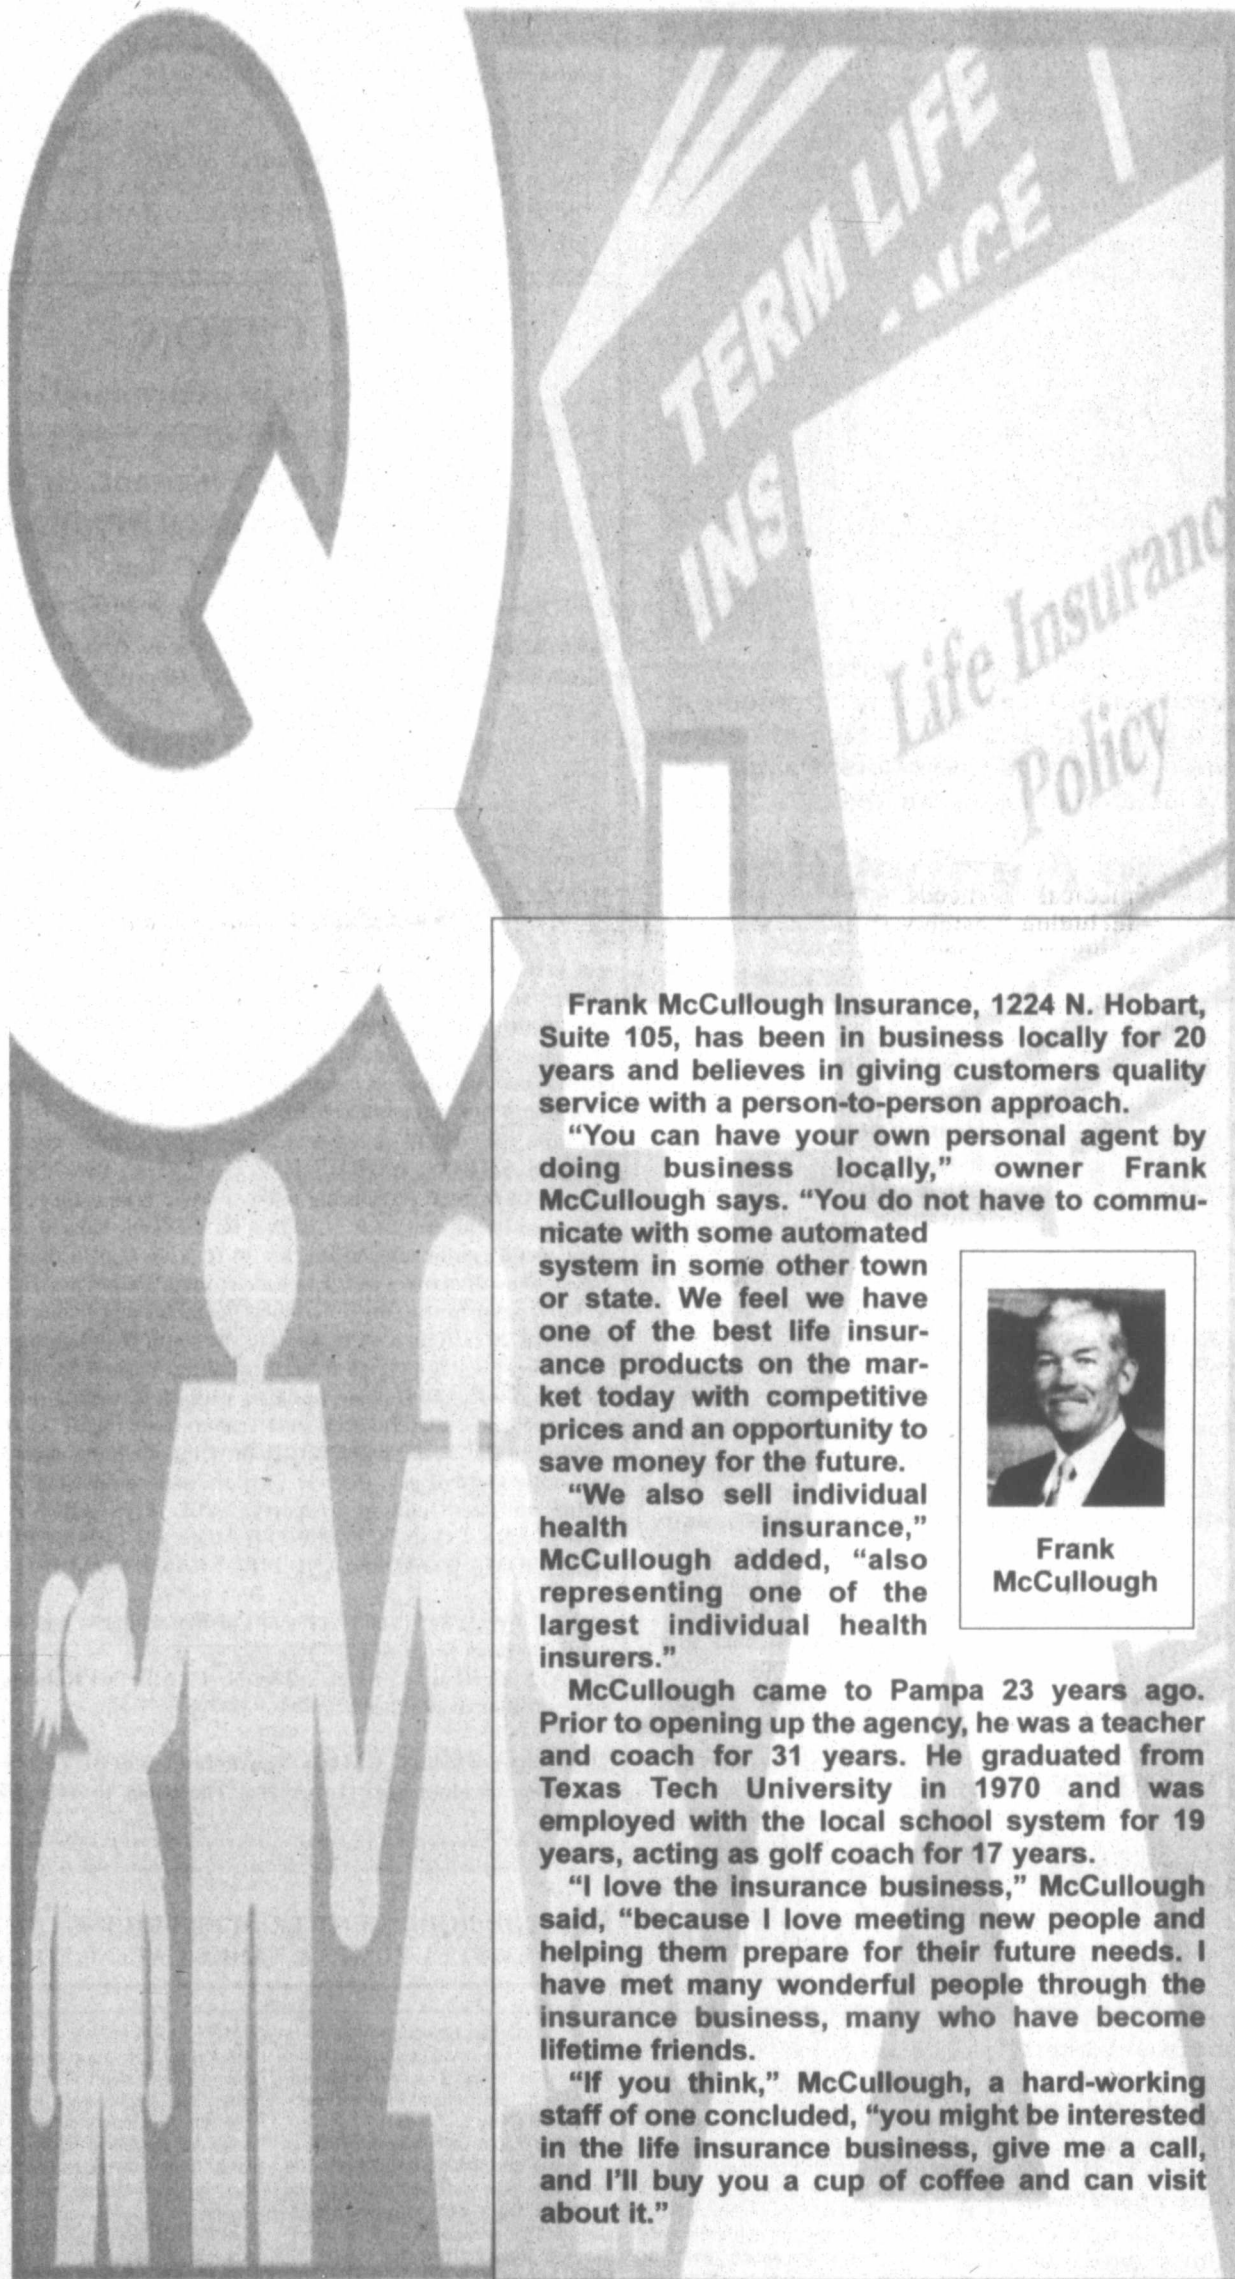 TERM LIFE
INS NCE
Life Insuranc
Policy
Frank McCullough Insurance, 1224 N. Hobart,
Suite 105, has been in business locally for 20
years and believes in giving customers quality
service with a person-to-person approach.
“You can have your own personal agent by
doing business locally,” owner Frank
McCullough says. “You do not have to commu-
nicate with some automated
system in some other town
or state. We feel we have
one of the best life insur-
ance products on the mar-
ket today with competitive
prices and an opportunity to
save money for the future.
“We also sell individual
health insurance,”
McCullough added, “also
representing one of the
largest individual health
insurers.”
Frank
McCullough
McCullough came to Pampa 23 years ago.
Prior to opening up the agency, he was a teacher
and coach for 31 years. He graduated from
Texas Tech University in 1970 and was
employed with the local school system for 19
years, acting as golf coach for 17 years.
“I love the insurance business,” McCullough
said, “because I love meeting new people and
helping them prepare for their future needs. I
have met many wonderful people through the
insurance business, many who have become
lifetime friends.
“If you think,” McCullough, a hard-working
staff of one concluded, “you might be interested
in the life insurance business, give me a call,
and I’ll buy you a cup of coffee and can visit
about it.”